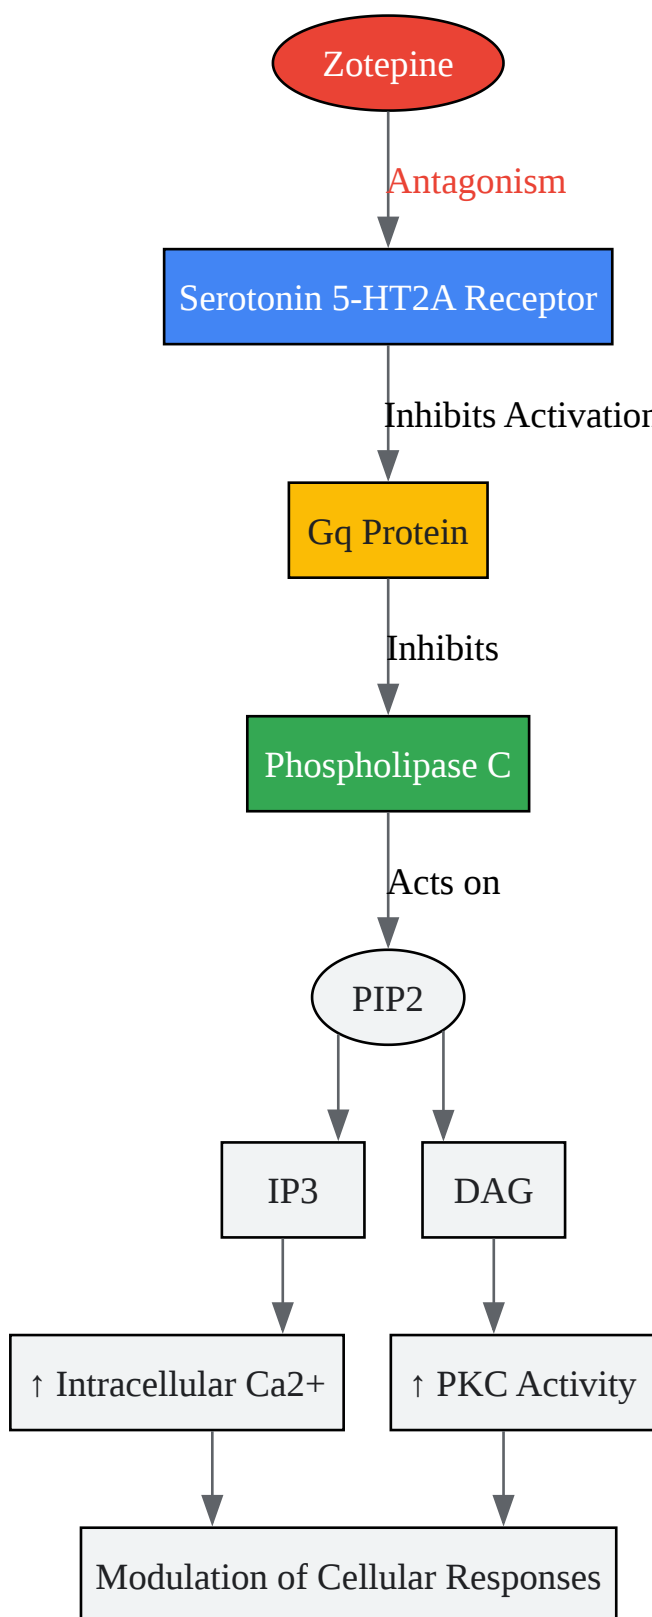 Zotepine
Antagonism
Serotonin 5-HT2A Receptor
Inhibits Activation
Gq Protein
Inhibits
Phospholipase C
Acts on
PIP2
IP3
DAG
↑ Intracellular Ca2+
↑ PKC Activity
Modulation of Cellular Responses